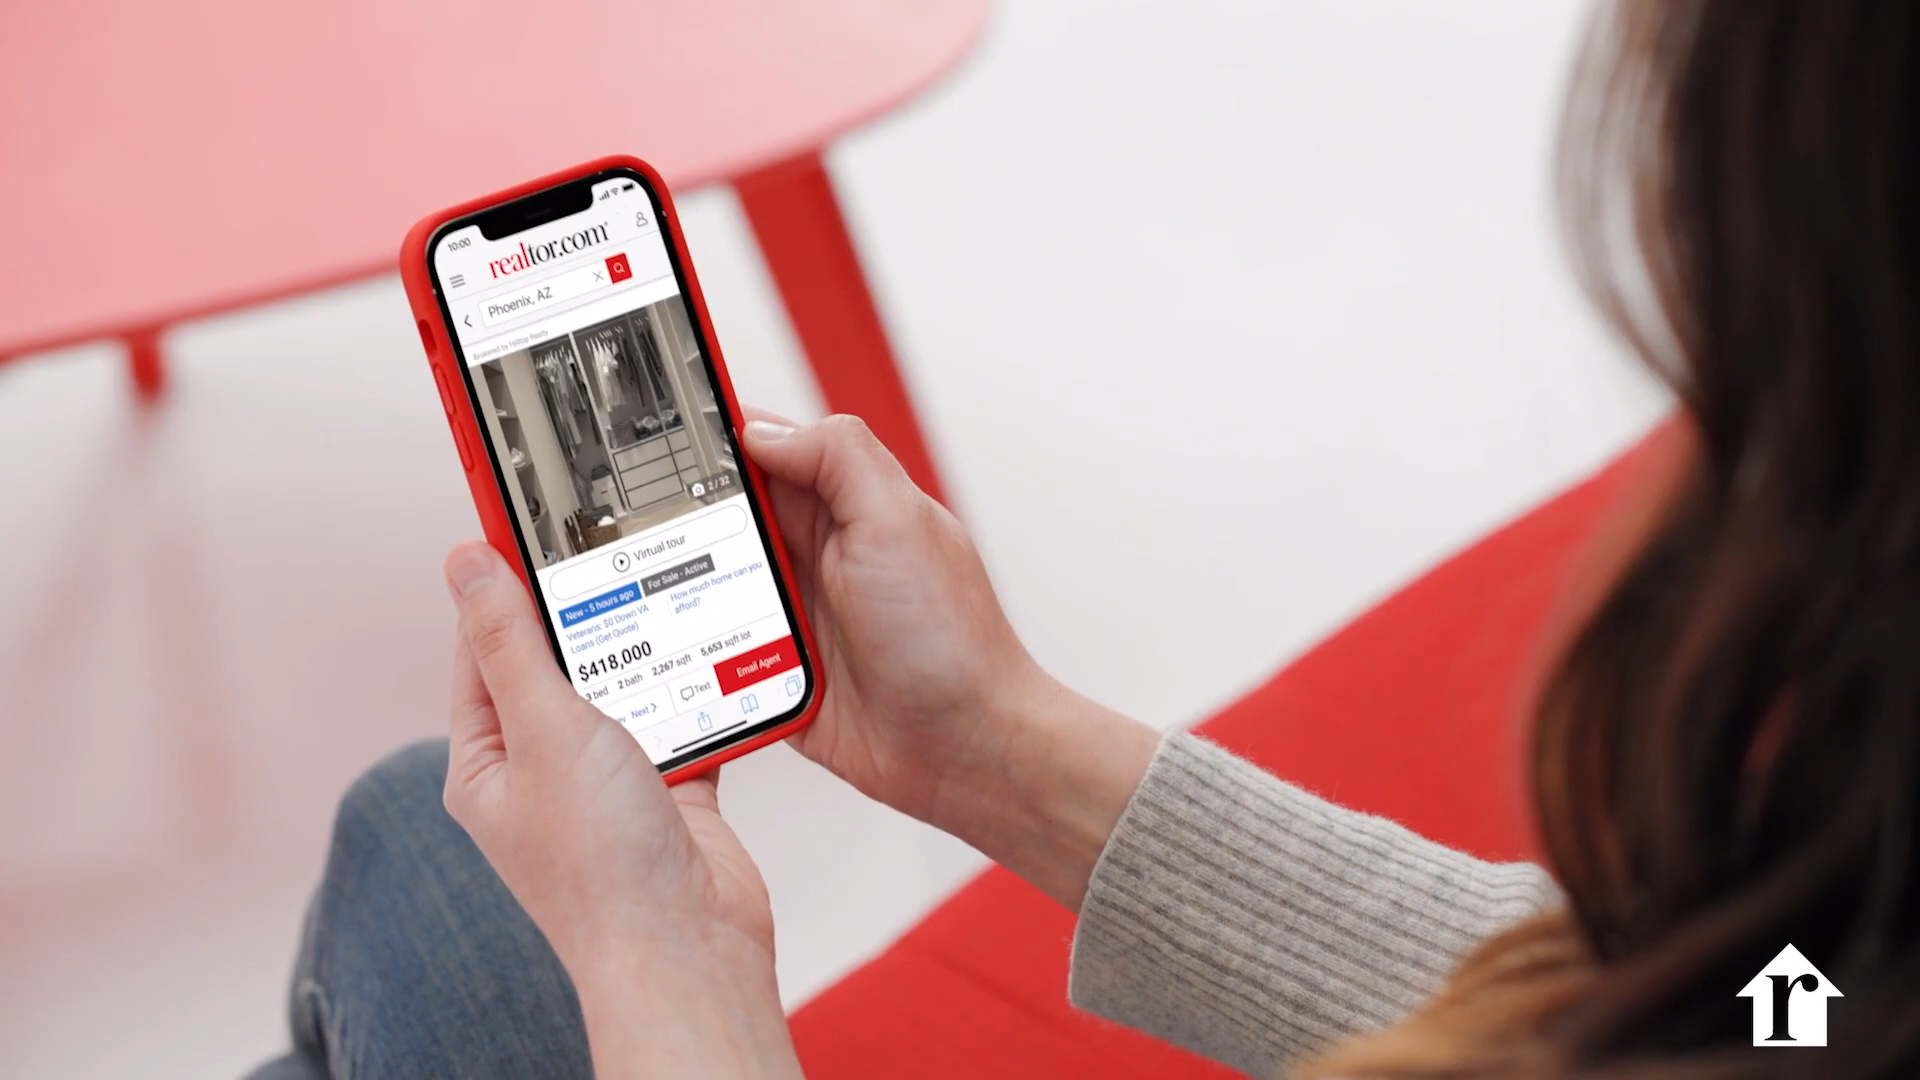 10:00
realtor.com®
Phoenix, AZ
Brokered by Hilltop Realty
2 / 32
Virtual tour
New - 5 hours ago
For Sale - Active
Veterans: $0 Down VA
Loans (Get Quote)
How much home can you
afford?
$418,000
3 bed 2 bath 2,267 sqft 5,653 sqft lot
Next
Text
Email Agent
r